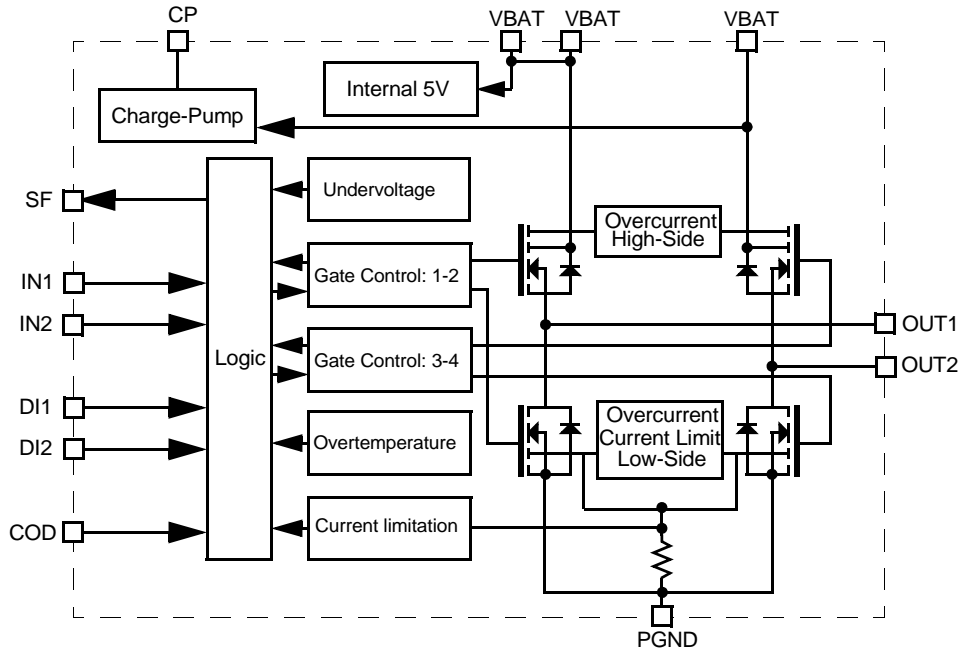 CP
VBAT
VBAT
VBAT
Internal 5V
Charge-Pump
SF
Undervoltage
Overcurrent
High-Side
IN1
Gate Control: 1-2
IN2
OUT1
Logic
Gate Control: 3-4
OUT2
DI1
Overcurrent
Current Limit
Low-Side
DI2
Overtemperature
COD
Current limitation
PGND